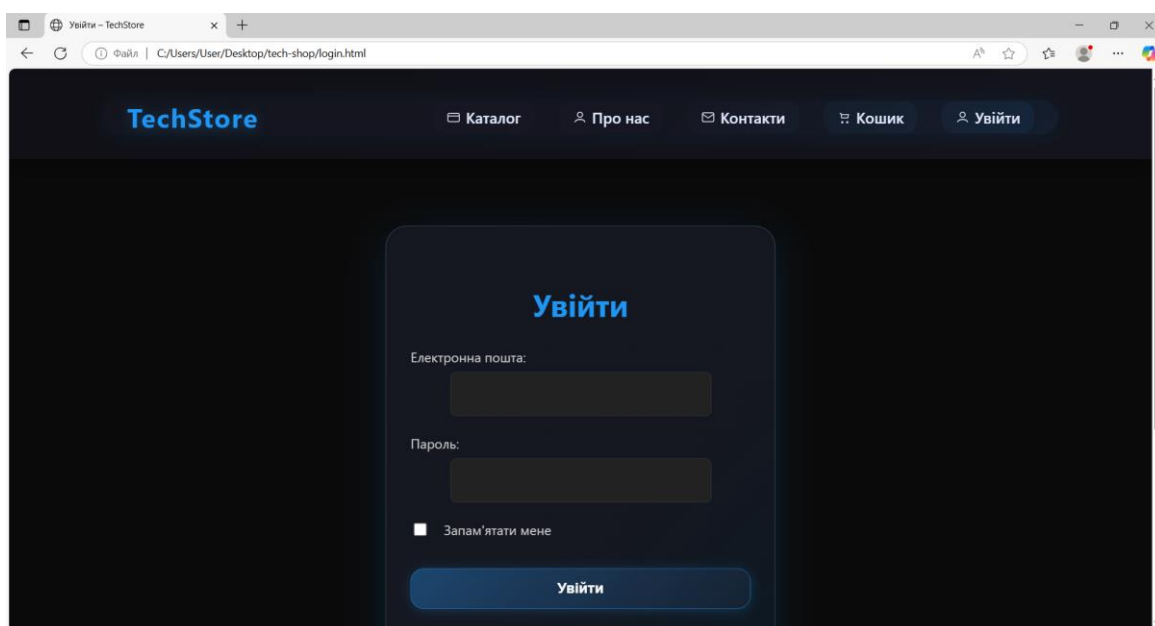 Увійти – TechStore
Файл | C:/Users/User/Desktop/tech-shop/login.html
TechStore
Каталог
Про нас
Контакти
Кошик
Увійти
Увійти
Електронна пошта:
Пароль:
Запам'ятати мене
Увійти